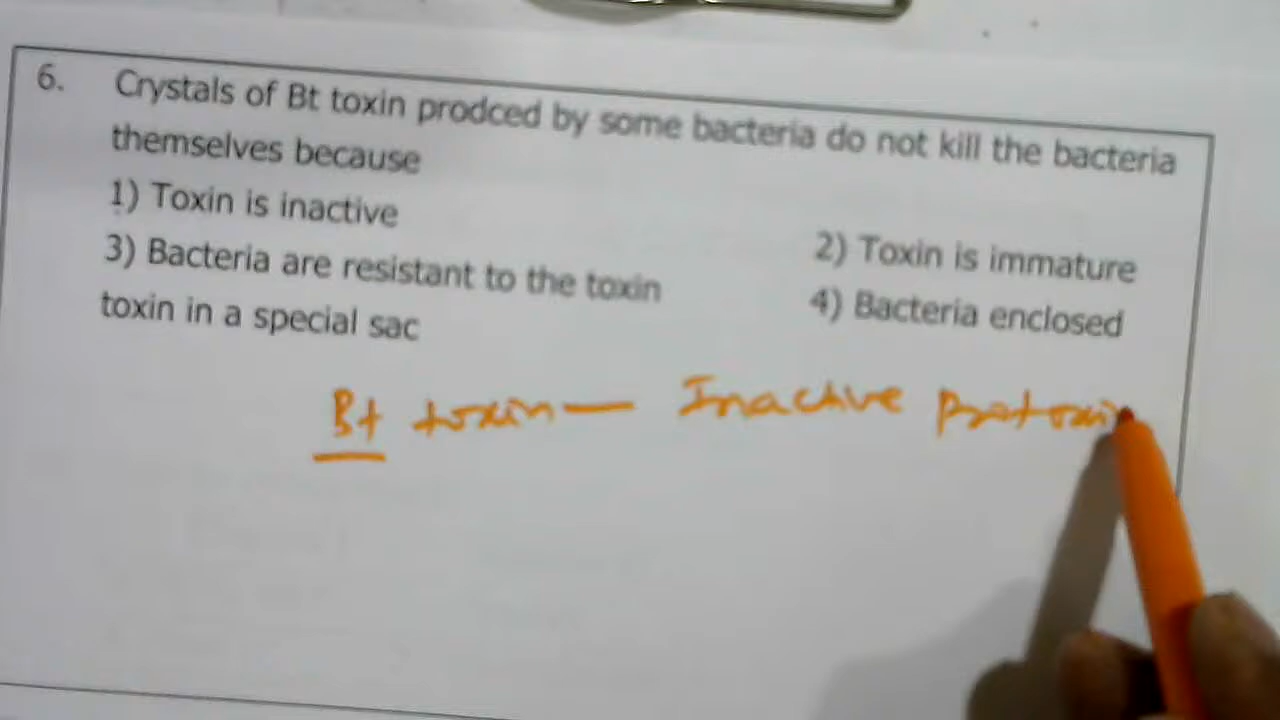 6. Crystals of Bt toxin prodced by some bacteria do not kill the bacteria
themselves because
1) Toxin is inactive
2) Toxin is immature
3) Bacteria are resistant to the toxin
4) Bacteria enclosed
toxin in a special sac
Bt toxin — Inactive protoxin